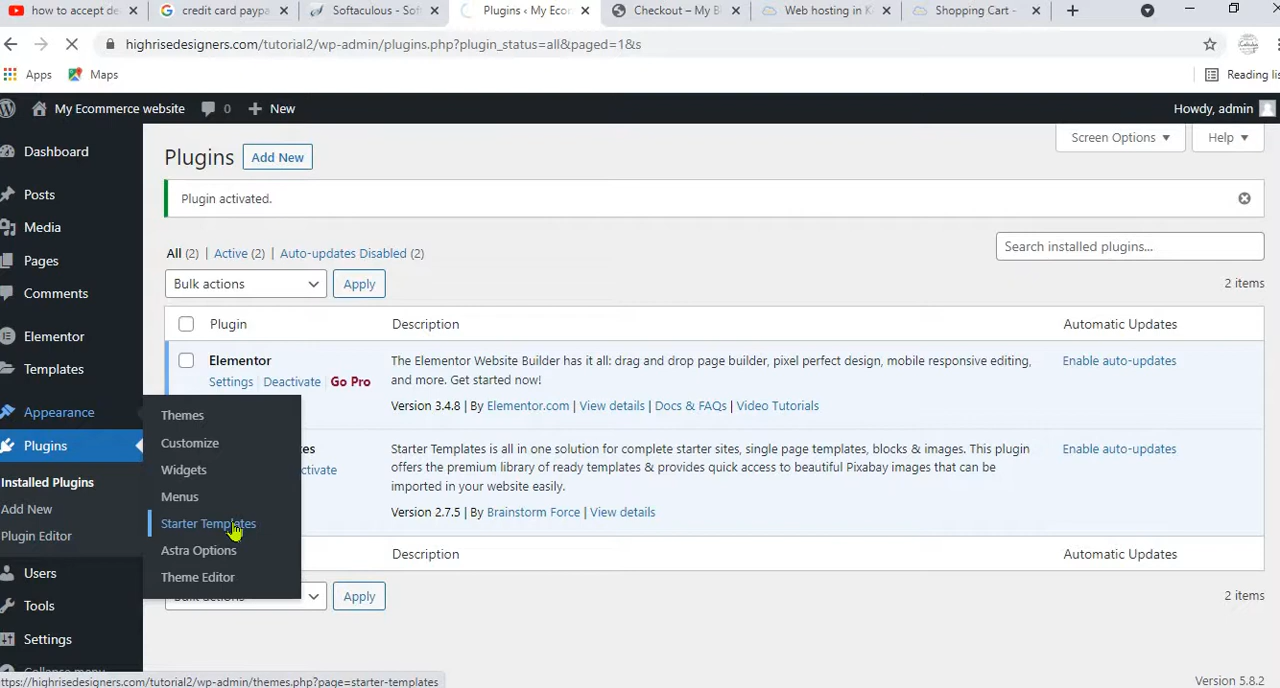 how to accept de
credit card paypa
Softaculous - Sof
Plugins ‹ My Econ
Checkout – My B
Web hosting in K
Shopping Cart -
highrisedesigners.com/tutorial2/wp-admin/plugins.php?plugin_status=all&paged=1&s
Apps
Maps
Reading lis
My Ecommerce website
0
New
Howdy, admin
Dashboard
Posts
Media
Pages
Comments
Elementor
Templates
Appearance
Plugins
Installed Plugins
Add New
Plugin Editor
Users
Tools
Settings
Collapse menu
Themes
Customize
Widgets
Menus
Starter Templates
Astra Options
Theme Editor
Screen Options
Help
Plugins
Add New
Plugin activated.
All (2) | Active (2) | Auto-updates Disabled (2)
Search installed plugins...
Bulk actions
Apply
2 items
Plugin
Description
Automatic Updates
Elementor
Settings | Deactivate | Go Pro
The Elementor Website Builder has it all: drag and drop page builder, pixel perfect design, mobile responsive editing,
and more. Get started now!
Version 3.4.8 | By Elementor.com | View details | Docs & FAQs | Video Tutorials
Enable auto-updates
es
ctivate
Starter Templates is all in one solution for complete starter sites, single page templates, blocks & images. This plugin
offers the premium library of ready templates & provides quick access to beautiful Pixabay images that can be
imported in your website easily.
Version 2.7.5 | By Brainstorm Force | View details
Enable auto-updates
Description
Automatic Updates
Bulk actions
Apply
2 items
ttps://highrisedesigners.com/tutorial2/wp-admin/themes.php?page=starter-templates
Version 5.8.2